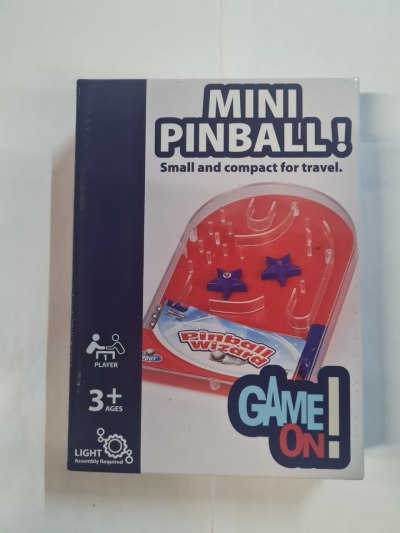 MINI
PINBALL!
Small and compact for travel.
Pinball
Wizard
PLAYER
3+
AGES
GAME
ON!
LIGHT
Assembly Required